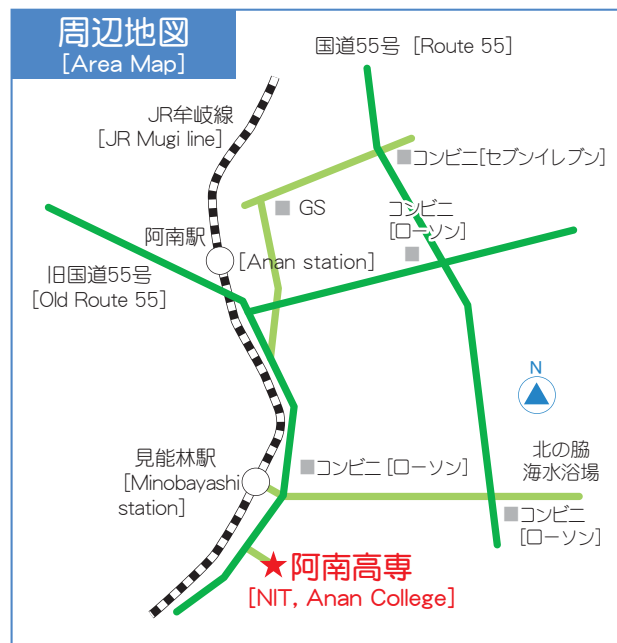 周辺地図
[Area Map]
国道55号 [Route 55]
JR牟岐線
[JR Mugi line]
コンビニ[セブンイレブン]
GS
コンビニ
[ローソン]
阿南駅
[Anan station]
旧国道55号
[Old Route 55]
N
見能林駅
[Minobayashi
station]
コンビニ[ローソン]
北の脇
海水浴場
コンビニ
[ローソン]
★阿南高専
[NIT, Anan College]